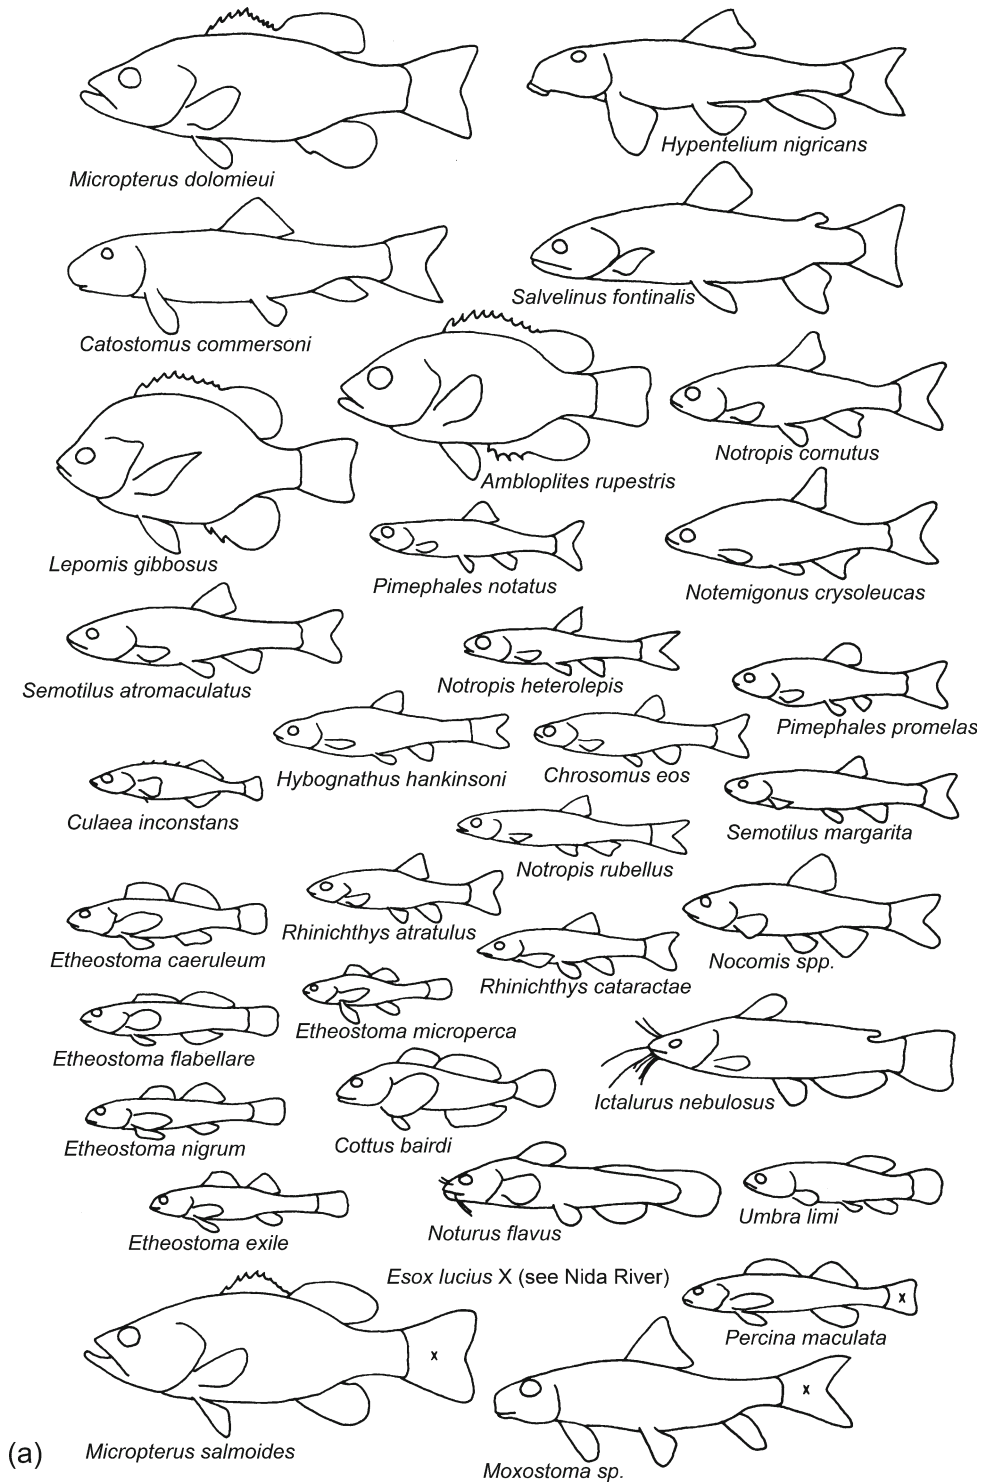 Micropterus dolomieui
Hypentelium nigricans
Catostomus commersoni
Salvelinus fontinalis
Lepomis gibbosus
Ambloplites rupestris
Notropis cornutus
Pimephales notatus
Notemigonus crysoleucas
Semotilus atromaculatus
Notropis heterolepis
Pimephales promelas
Hybognathus hankinsoni
Chrosomus eos
Culaea inconstans
Semotilus margarita
Notropis rubellus
Etheostoma caeruleum
Rhinichthys atratulus
Rhinichthys cataractae
Nocomis spp.
Etheostoma flabellare
Etheostoma microperca
Ictalurus nebulosus
Etheostoma nigrum
Cottus bairdi
Noturus flavus
Umbra limi
Etheostoma exile
Esox lucius X (see Nida River)
x
Percina maculata
x
x
Micropterus salmoides
Moxostoma sp.
(a)